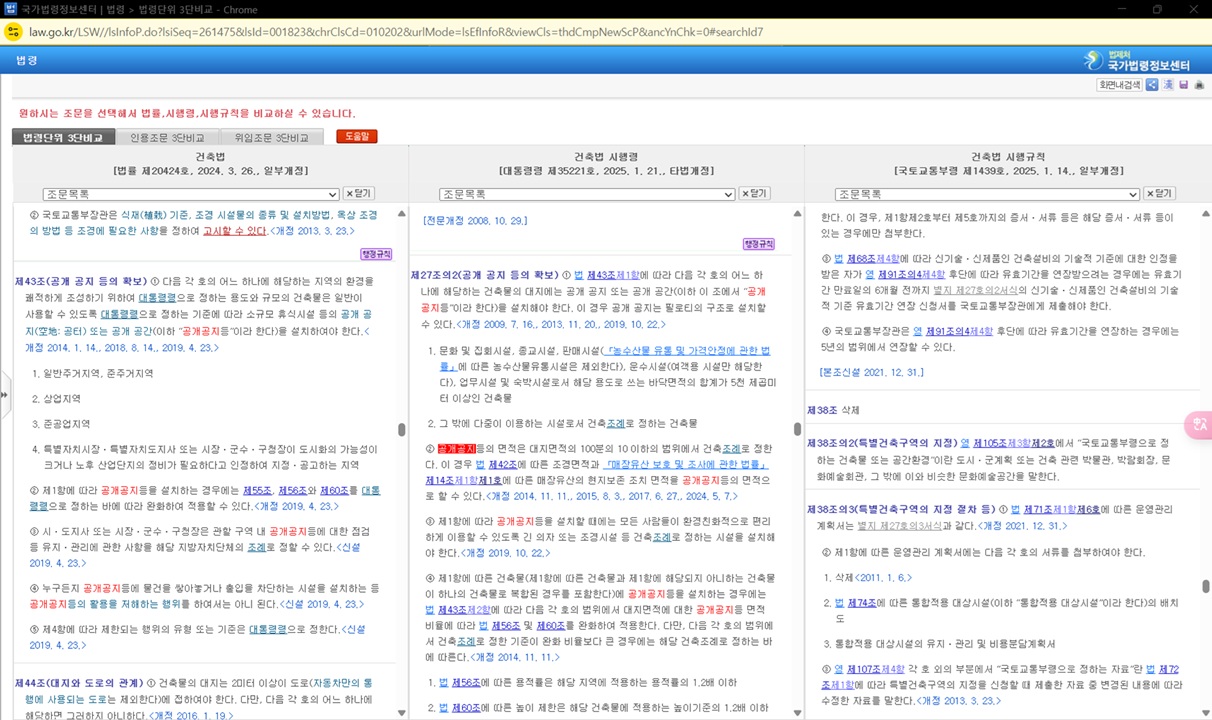 국가법령정보센터 | 법령 > 법령단위 3단비교 - Chrome
law.go.kr/LSW//lsInfoP.do?lsiSeq=261475&lsId=001823&chrClsCd=010202&urlMode=lsEfInfoR&viewCls=thdCmpNewScP&ancYnChk=0#searchId7
법령
법제처
국가법령정보센터
화면내검색
원하시는 조문을 선택해서 법률,시행령,시행규칙을 비교하실 수 있습니다.
법령단위 3단비교 인용조문 3단비교 위임조문 3단비교 도움말
건축법
[법률 제20424호, 2024. 3. 26., 일부개정]
조문목록 ×닫기
② 국토교통부장관은 식재(植栽) 기준, 조경 시설물의 종류 및 설치방법, 옥상 조경
의 방법 등 조경에 필요한 사항을 정하여 고시할 수 있다.<개정 2013. 3. 23.>
행정규칙
제43조(공개 공지 등의 확보) ① 다음 각 호의 어느 하나에 해당하는 지역의 환경을
쾌적하게 조성하기 위하여 대통령령으로 정하는 용도와 규모의 건축물은 일반이
사용할 수 있도록 대통령령으로 정하는 기준에 따라 소규모 휴식시설 등의 공개 공
지(空地: 공터) 또는 공개 공간(이하 "공개공지등"이라 한다)을 설치하여야 한다.<
개정 2014. 1. 14., 2018. 8. 14., 2019. 4. 23.>
1. 일반주거지역, 준주거지역
2. 상업지역
3. 준공업지역
4. 특별자치시장ㆍ특별자치도지사 또는 시장ㆍ군수ㆍ구청장이 도시화의 가능성이
크거나 노후 산업단지의 정비가 필요하다고 인정하여 지정ㆍ공고하는 지역
② 제1항에 따라 공개공지등을 설치하는 경우에는 제55조, 제56조와 제60조를 대통
령령으로 정하는 바에 따라 완화하여 적용할 수 있다.<개정 2019. 4. 23.>
③ 시ㆍ도지사 또는 시장ㆍ군수ㆍ구청장은 관할 구역 내 공개공지등에 대한 점검
등 유지ㆍ관리에 관한 사항을 해당 지방자치단체의 조례로 정할 수 있다.<신설
2019. 4. 23.>
④ 누구든지 공개공지등에 물건을 쌓아놓거나 출입을 차단하는 시설을 설치하는 등
공개공지등의 활용을 저해하는 행위를 하여서는 아니 된다.<신설 2019. 4. 23.>
⑤ 제4항에 따라 제한되는 행위의 유형 또는 기준은 대통령령으로 정한다.<신설
2019. 4. 23.>
제44조(대지와 도로의 관계) ① 건축물의 대지는 2미터 이상이 도로(자동차만의 통
행에 사용되는 도로는 제외한다)에 접하여야 한다. 다만, 다음 각 호의 어느 하나에
해당하면 그러하지 아니하다.<개정 2016. 1. 19.>
건축법 시행령
[대통령령 제35221호, 2025. 1. 21., 타법개정]
조문목록 ×닫기
[전문개정 2008. 10. 29.]
행정규칙
제27조의2(공개 공지 등의 확보) ① 법 제43조제1항에 따라 다음 각 호의 어느 하
나에 해당하는 건축물의 대지에는 공개 공지 또는 공개 공간(이하 이 조에서 "공개
공지등"이라 한다)을 설치해야 한다. 이 경우 공개 공지는 필로티의 구조로 설치할
수 있다.<개정 2009. 7. 16., 2013. 11. 20., 2019. 10. 22.>
1. 문화 및 집회시설, 종교시설, 판매시설(「농수산물 유통 및 가격안정에 관한 법
률」에 따른 농수산물유통시설은 제외한다), 운수시설(여객용 시설만 해당한
다), 업무시설 및 숙박시설로서 해당 용도로 쓰는 바닥면적의 합계가 5천 제곱미
터 이상인 건축물
2. 그 밖에 다중이 이용하는 시설로서 건축조례로 정하는 건축물
② 공개공지등의 면적은 대지면적의 100분의 10 이하의 범위에서 건축조례로 정한
다. 이 경우 법 제42조에 따른 조경면적과 「매장유산 보호 및 조사에 관한 법률」
제14조제1항제1호에 따른 매장유산의 현지보존 조치 면적을 공개공지등의 면적으
로 할 수 있다.<개정 2014. 11. 11., 2015. 8. 3., 2017. 6. 27., 2024. 5. 7.>
③ 제1항에 따라 공개공지등을 설치할 때에는 모든 사람들이 환경친화적으로 편리
하게 이용할 수 있도록 긴 의자 또는 조경시설 등 건축조례로 정하는 시설을 설치해
야 한다.<개정 2019. 10. 22.>
④ 제1항에 따른 건축물(제1항에 따른 건축물과 제1항에 해당되지 아니하는 건축물
이 하나의 건축물로 복합된 경우를 포함한다)에 공개공지등을 설치하는 경우에는
법 제43조제2항에 따라 다음 각 호의 범위에서 대지면적에 대한 공개공지등 면적
비율에 따라 법 제56조 및 제60조를 완화하여 적용한다. 다만, 다음 각 호의 범위에
서 건축조례로 정한 기준이 완화 비율보다 큰 경우에는 해당 건축조례로 정하는 바
에 따른다.<개정 2014. 11. 11.>
1. 법 제56조에 따른 용적률은 해당 지역에 적용하는 용적률의 1.2배 이하
2. 법 제60조에 따른 높이 제한은 해당 건축물에 적용하는 높이기준의 1.2배 이하
건축법 시행규칙
[국토교통부령 제1439호, 2025. 1. 14., 일부개정]
조문목록 ×닫기
한다. 이 경우, 제1항제2호부터 제5호까지의 증서ㆍ서류 등은 해당 증서ㆍ서류 등이
있는 경우에만 첨부한다.
③ 법 제68조제4항에 따라 신기술ㆍ신제품인 건축설비의 기술적 기준에 대한 인정을
받은 자가 영 제91조의4제4항 후단에 따라 유효기간을 연장받으려는 경우에는 유효기
간 만료일의 6개월 전까지 별지 제27호의2서식의 신기술ㆍ신제품인 건축설비의 기술
적 기준 유효기간 연장 신청서를 국토교통부장관에게 제출해야 한다.
④ 국토교통부장관은 영 제91조의4제4항 후단에 따라 유효기간을 연장하는 경우에는
5년의 범위에서 연장할 수 있다.
[본조신설 2021. 12. 31.]
제38조 삭제
제38조의2(특별건축구역의 지정) 영 제105조제3항제2호에서 "국토교통부령으로 정
하는 건축물 또는 공간환경"이란 도시ㆍ군계획 또는 건축 관련 박물관, 박람회장, 문
화예술회관, 그 밖에 이와 비슷한 문화예술공간을 말한다.
제38조의3(특별건축구역의 지정 절차 등) ① 법 제71조제1항제6호에 따른 운영관리
계획서는 별지 제27호의3서식과 같다.<개정 2021. 12. 31.>
② 제1항에 따른 운영관리 계획서에는 다음 각 호의 서류를 첨부하여야 한다.
1. 삭제<2011. 1. 6.>
2. 법 제74조에 따른 통합적용 대상시설(이하 "통합적용 대상시설"이라 한다)의 배치
도
3. 통합적용 대상시설의 유지ㆍ관리 및 비용분담계획서
③ 영 제107조제4항 각 호 외의 부분에서 "국토교통부령으로 정하는 자료"란 법 제72
조제1항에 따라 특별건축구역의 지정을 신청할 때 제출한 자료 중 변경된 내용에 따라
수정한 자료를 말한다.<개정 2013. 3. 23.>